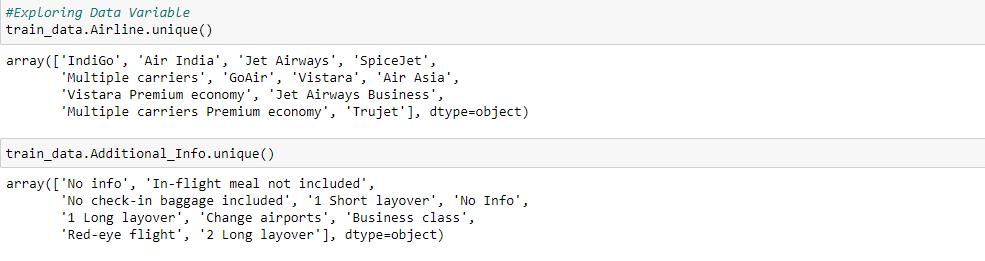 #Exploring Data Variable
train_data.Airline.unique()
array(['IndiGo', 'Air India', 'Jet Airways', 'SpiceJet',
'Multiple carriers', 'GoAir', 'Vistara', 'Air Asia',
'Vistara Premium economy', 'Jet Airways Business',
'Multiple carriers Premium economy', 'Trujet'], dtype=object)
train_data.Additional_Info.unique()
array(['No info', 'In-flight meal not included',
'No check-in baggage included', '1 Short layover', 'No Info',
'1 Long layover', 'Change airports', 'Business class',
'Red-eye flight', '2 Long layover'], dtype=object)